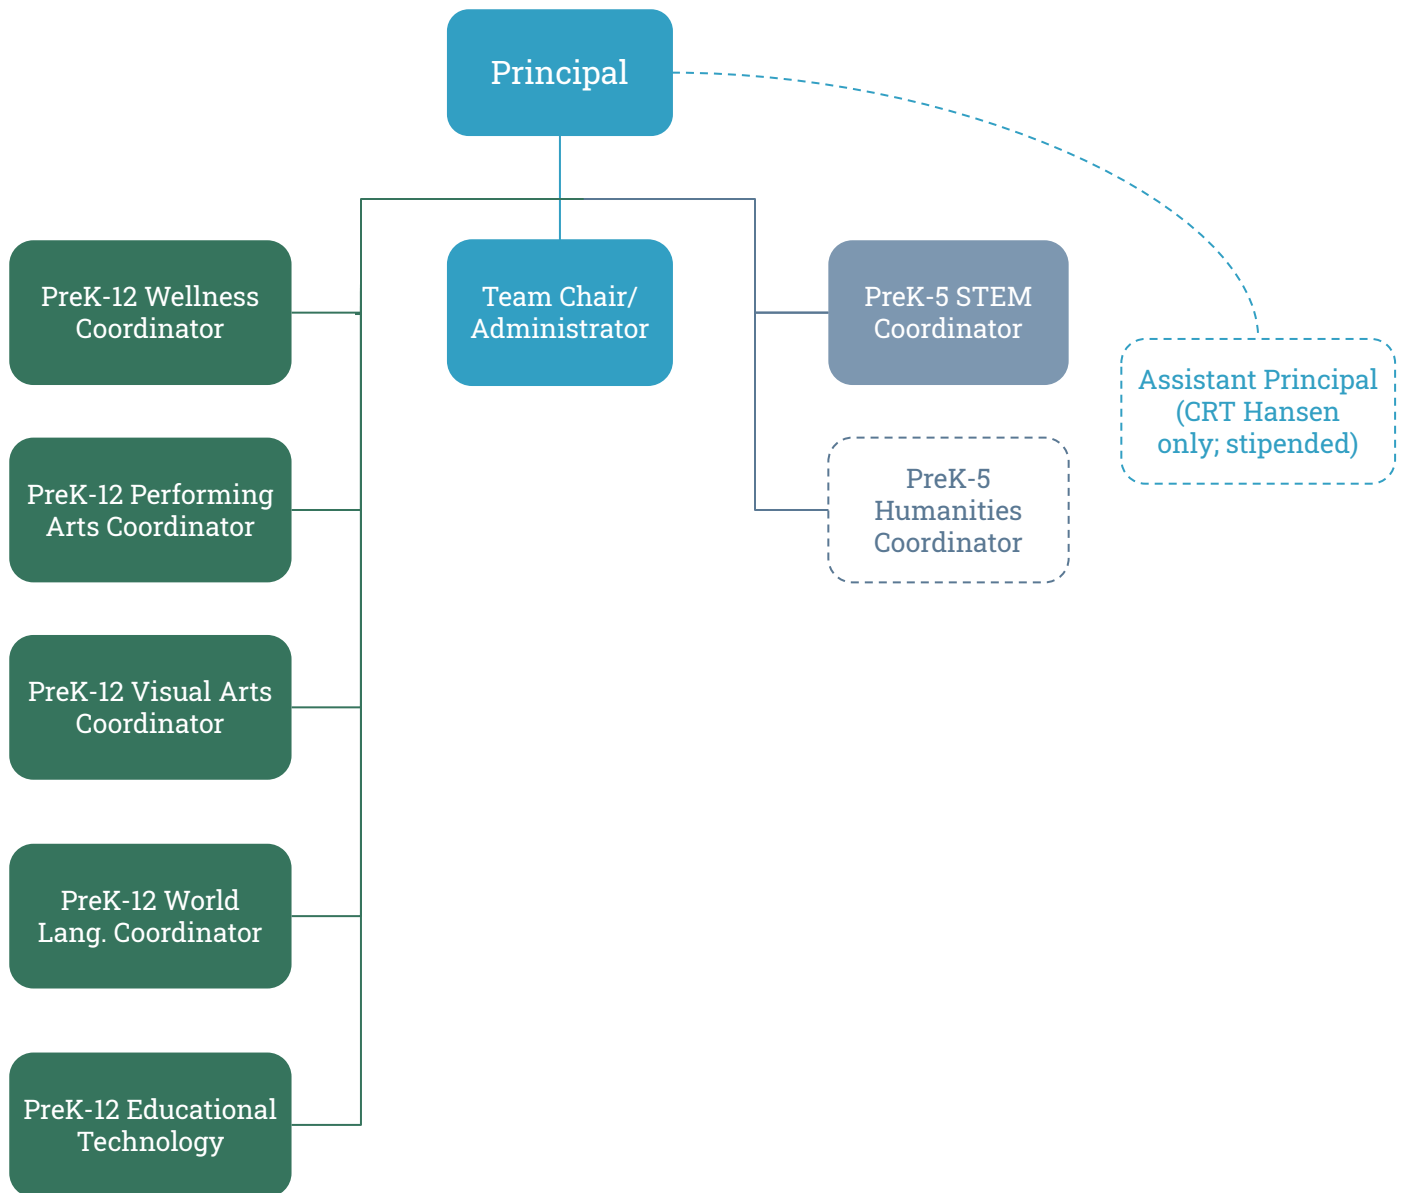 Principal
PreK-12 Wellness
Coordinator
Team Chair/
Administrator
PreK-5 STEM
Coordinator
Assistant Principal
(CRT Hansen
only; stipended)
PreK-12 Performing
Arts Coordinator
PreK-5
Humanities
Coordinator
PreK-12 Visual Arts
Coordinator
PreK-12 World
Lang. Coordinator
PreK-12 Educational
Technology